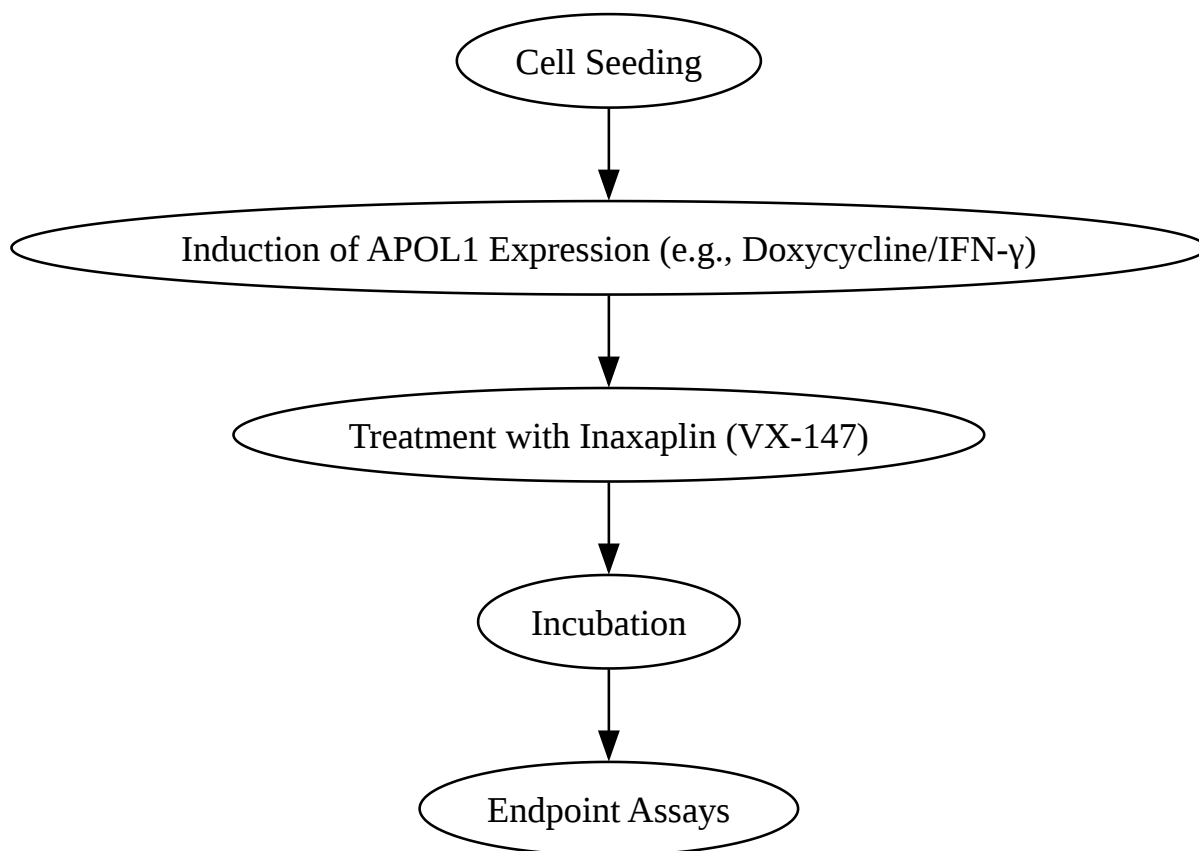 Cell Seeding
Induction of APOL1 Expression (e.g., Doxycycline/IFN-γ)
Treatment with Inaxaplin (VX-147)
Incubation
Endpoint Assays